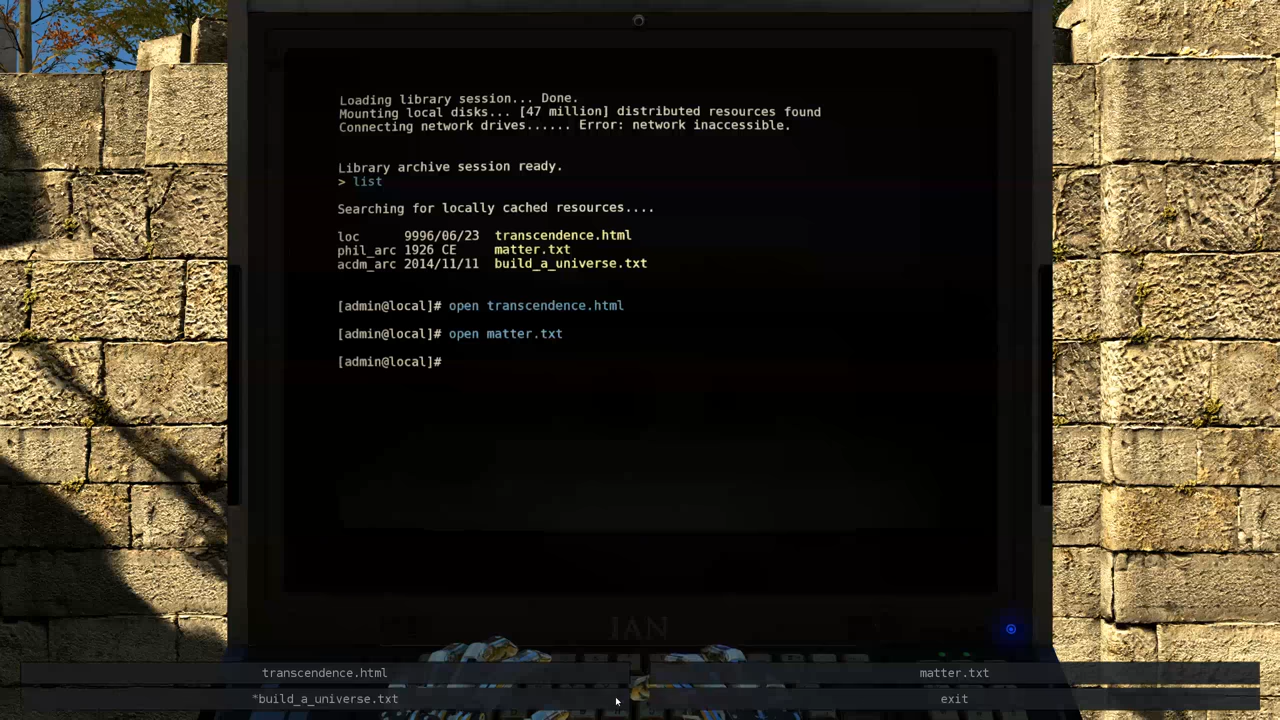 Loading library session... Done.
Mounting local disks... [47 million] distributed resources found
Connecting network drives...... Error: network inaccessible.
Library archive session ready.
> list
Searching for locally cached resources....
loc 9996/06/23 transcendence.html
phil_arc 1926 CE matter.txt
acdm_arc 2014/11/11 build_a_universe.txt
[admin@local]# open transcendence.html
[admin@local]# open matter.txt
[admin@local]#
IAN
transcendence.html matter.txt
*build_a_universe.txt exit